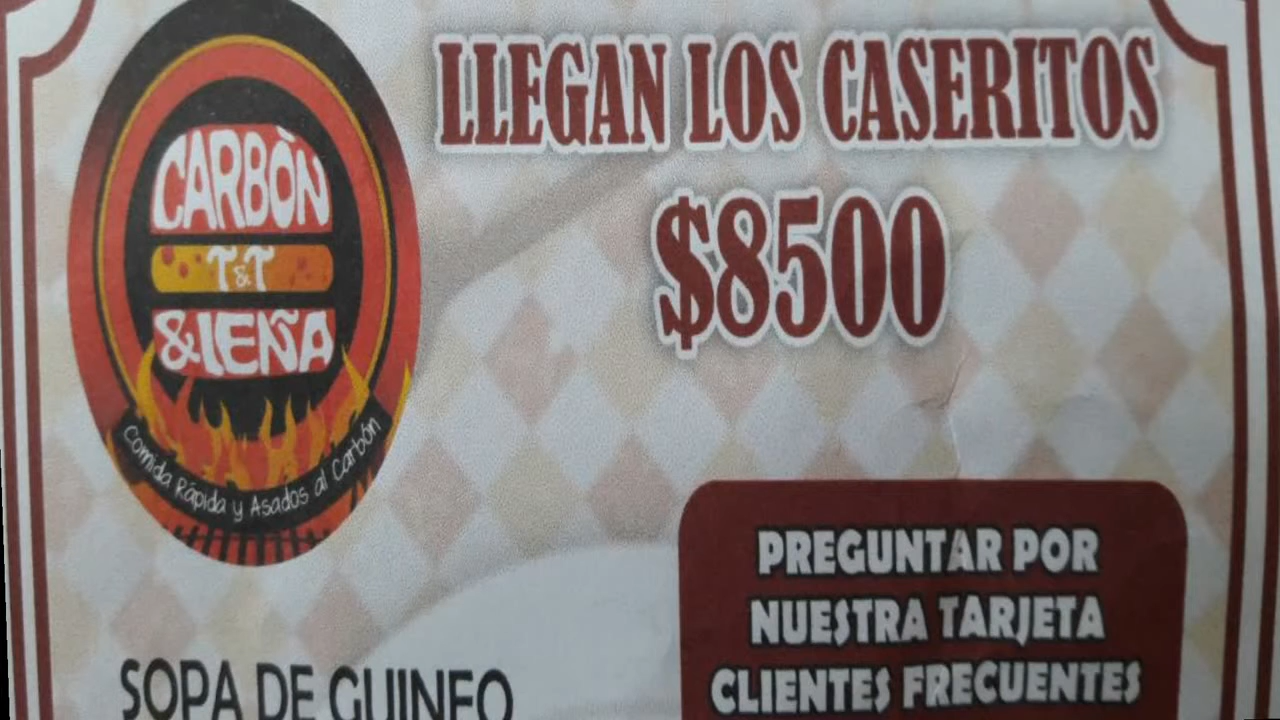 LLEGAN LOS CASERITOS
$8500
CARBÒN
T&T
&LEÑA
Comida Rápida y Asados al Carbón
PREGUNTAR POR
NUESTRA TARJETA
CLIENTES FRECUENTES
SOPA DE GUINEO